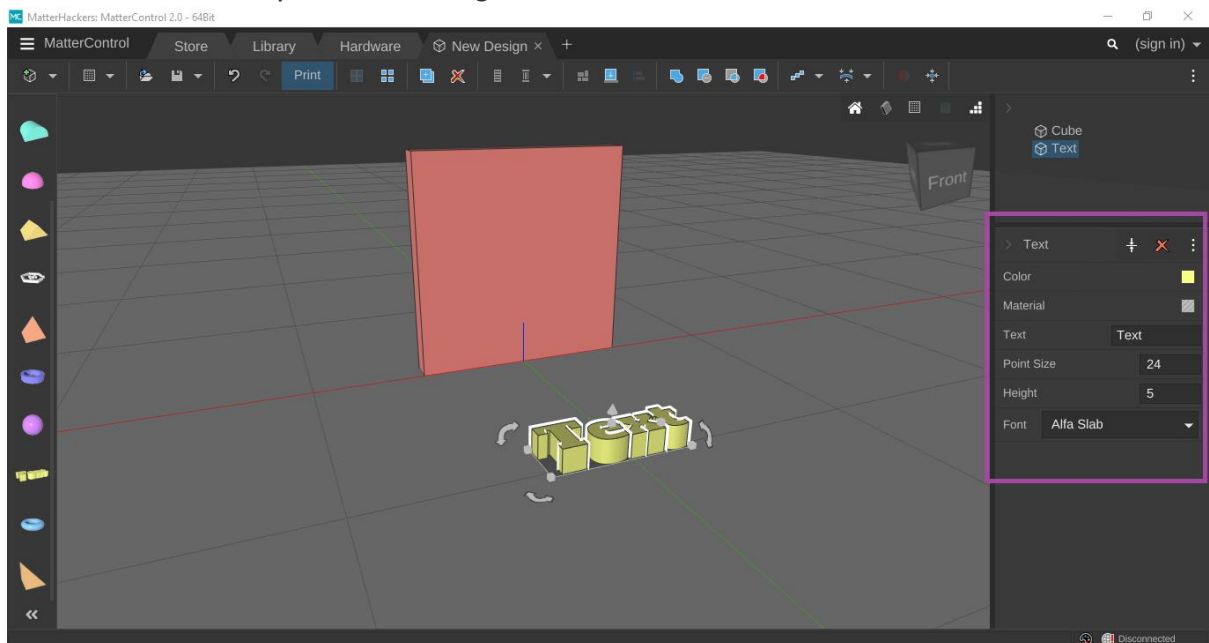 MC MatterHackers: MatterControl 2.0 - 64Bit
MatterControl Store Library Hardware New Design × + (sign in)
Print
Cube
Text
Front
Text
Color
Material
Text Text
Point Size 24
Height 5
Font Alfa Slab
Text
Disconnected